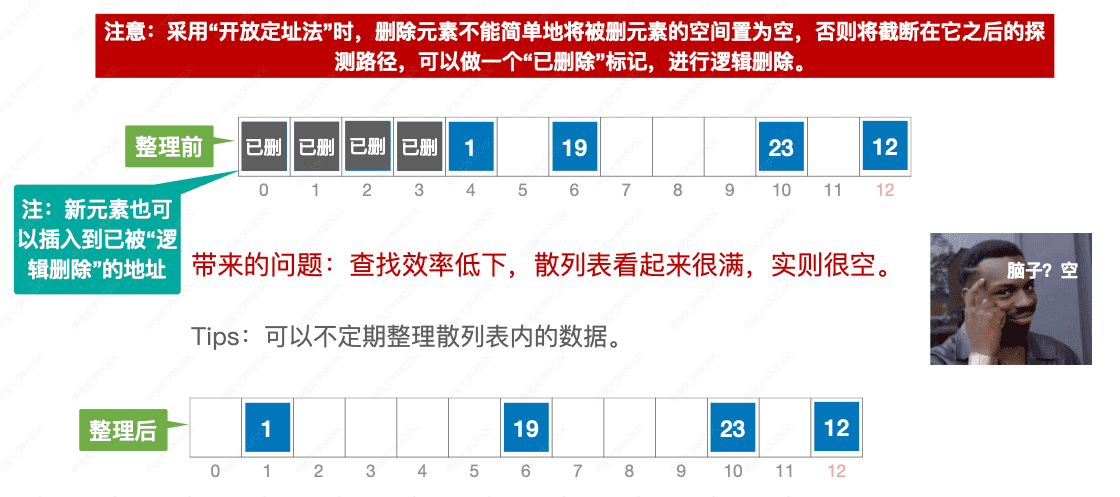 注意：采用“开放定址法”时，删除元素不能简单地将被删元素的空间置为空，否则将截断在它之后的探
测路径，可以做一个“已删除”标记，进行逻辑删除。
整理前
已删 已删 已删 已删 1 19 23 12
0 1 2 3 4 5 6 7 8 9 10 11 12
注：新元素也可
以插入到已被“逻
辑删除”的地址
带来的问题：查找效率低下，散列表看起来很满，实则很空。
脑子？空
Tips：可以不定期整理散列表内的数据。
整理后
1 19 23 12
0 1 2 3 4 5 6 7 8 9 10 11 12